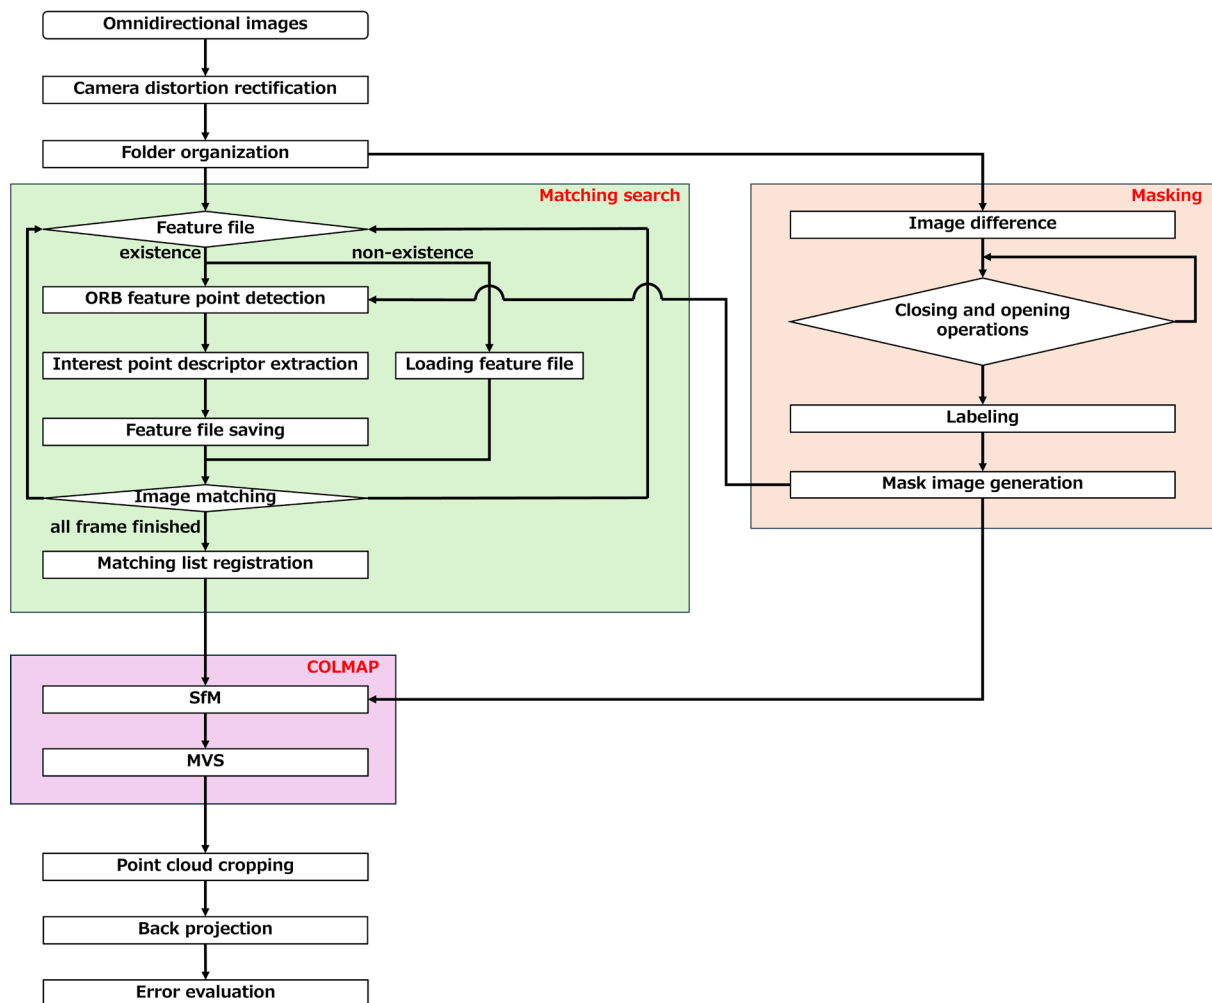 Omnidirectional images
Camera distortion rectification
Folder organization
Matching search
Feature file
existence
non-existence
ORB feature point detection
Interest point descriptor extraction
Loading feature file
Feature file saving
Image matching
all frame finished
Matching list registration
Masking
Image difference
Closing and opening
operations
Labeling
Mask image generation
COLMAP
SfM
MVS
Point cloud cropping
Back projection
Error evaluation